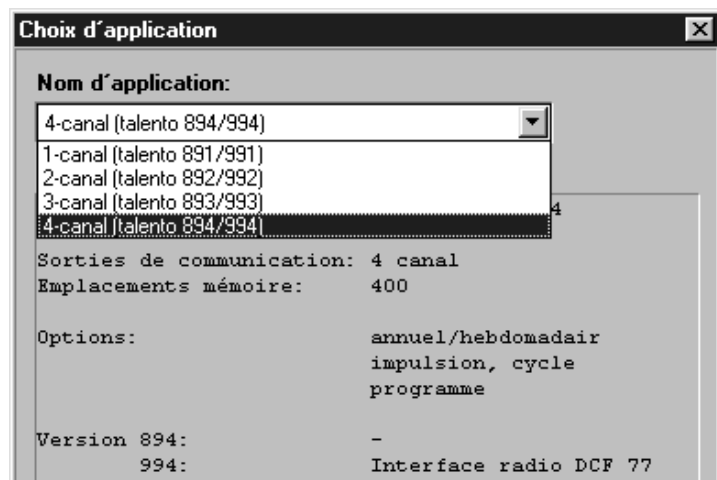 Choix d´application
Nom d´application:
4-canal (talento 894/994)
1-canal (talento 891/991)
2-canal (talento 892/992)
3-canal (talento 893/993)
4
4-canal (talento 894/994)
Sorties de communication: 4 canal
Emplacements mémoire: 400
Options: annuel/hebdomadair
impulsion, cycle
programme
Version 894: -
994: Interface radio DCF 77